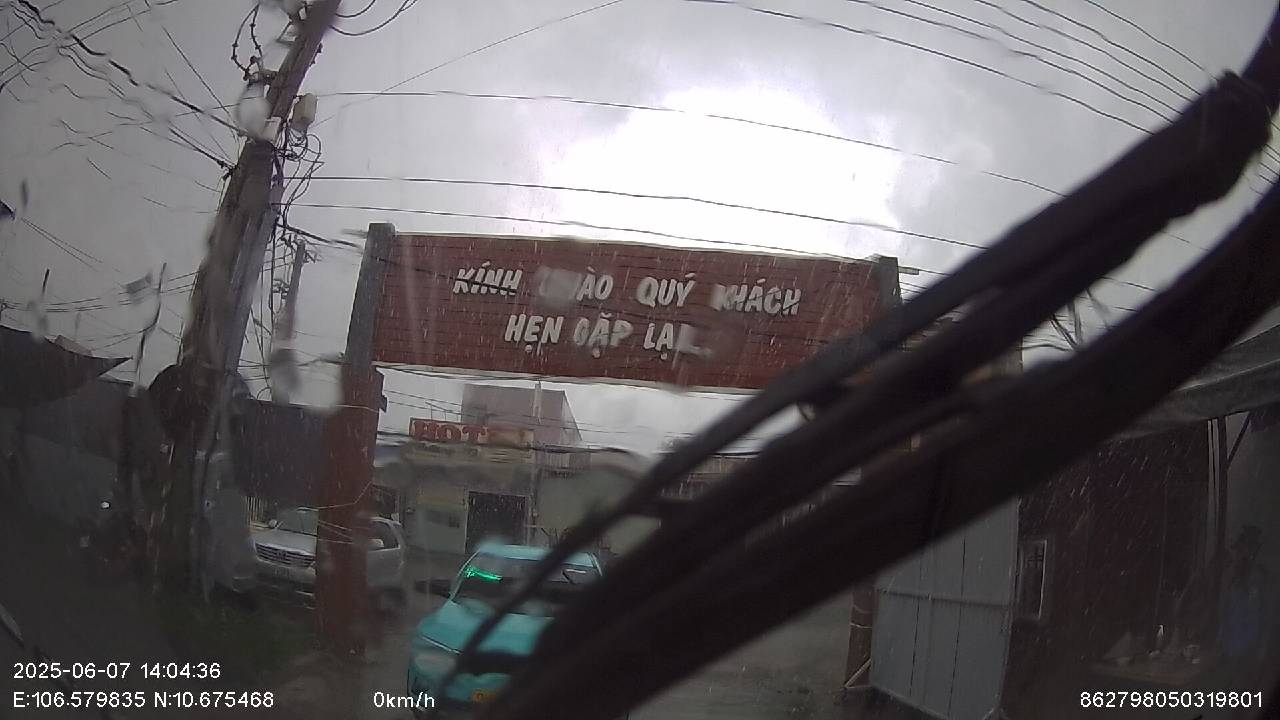 KÍNH CHÀO QUÝ KHÁCH
HẸN GẶP LẠI
HOT
2025-06-07 14:04:36
E:106.579835 N:10.675468
0km/h
862798050319801